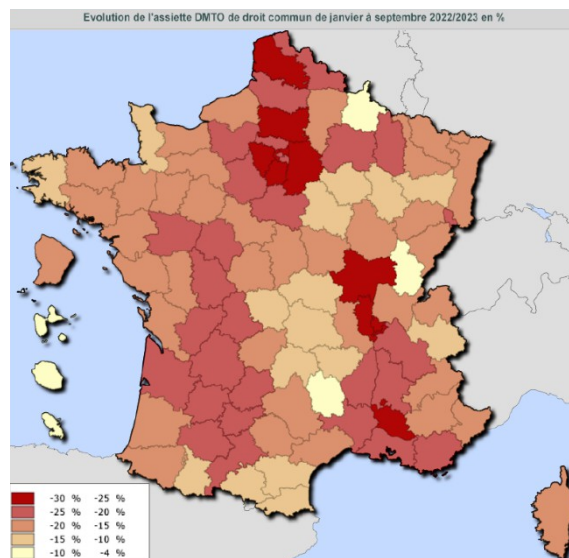 Evolution de l'assiette DMTO de droit commun de janvier à septembre 2022/2023 en %
-30 % -25 %
-25 % -20 %
-20 % -15 %
-15 % -10 %
-10 % -4 %